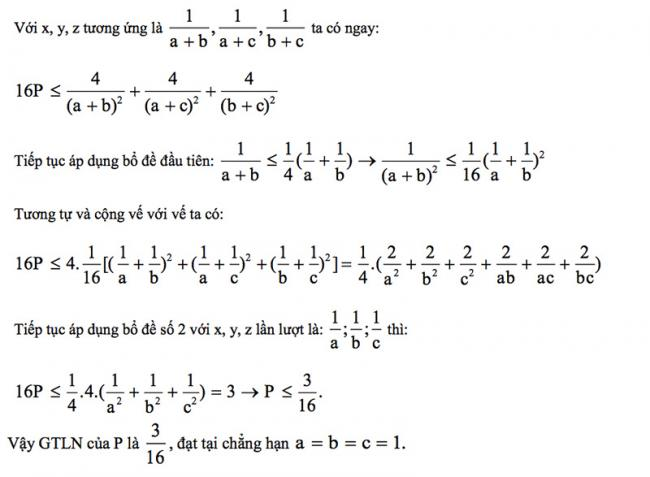 Với x, y, z tương ứng là 1/(a + b), 1/(a + c), 1/(b + c) ta có ngay:
16P ≤ 4/(a + b)² + 4/(a + c)² + 4/(b + c)²
Tiếp tục áp dụng bổ đề đầu tiên: 1/(a + b) ≤ 1/4(1/a + 1/b) → 1/(a + b)² ≤ 1/16(1/a + 1/b)²
Tương tự và cộng vế với vế ta có:
16P ≤ 4.1/16[(1/a + 1/b)² + (1/a + 1/c)² + (1/b + 1/c)²] = 1/4.(2/a² + 2/b² + 2/c² + 2/ab + 2/ac + 2/bc)
Tiếp tục áp dụng bổ đề số 2 với x, y, z lần lượt là: 1/a; 1/b; 1/c thì:
16P ≤ 1/4.4.(1/a² + 1/b² + 1/c²) = 3 → P ≤ 3/16.
Vậy GTLN của P là 3/16, đạt tại chẳng hạn a = b = c = 1.